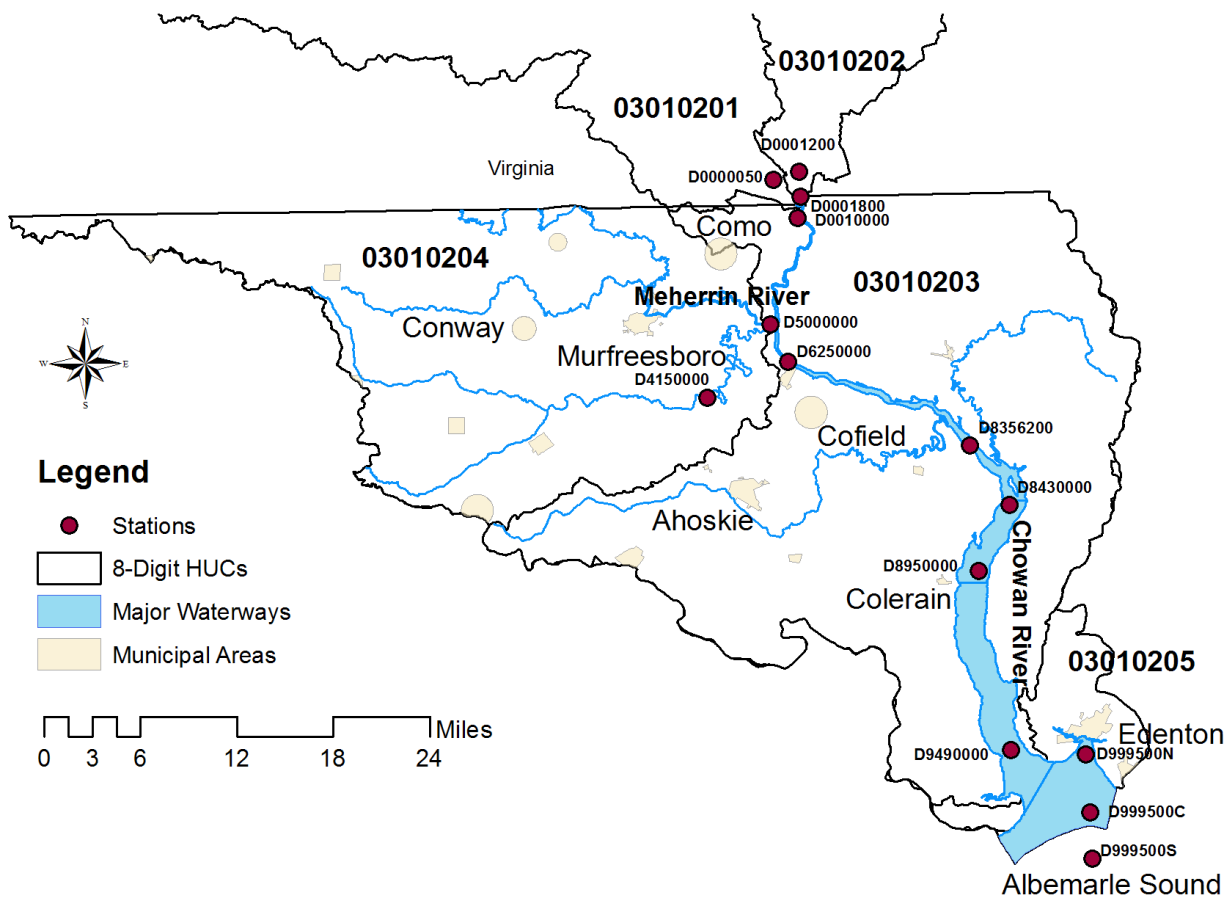 03010202
03010201
D0001200
Virginia
D0000050
D0001800
D0010000
Como
03010204
03010203
Meherrin River
Conway
D5000000
Murfreesboro
D6250000
D4150000
N
W
E
S
Cofield
D8356200
Legend
D8430000
Stations
Ahoskie
8-Digit HUCs
D8950000
Colerain
Chowan River
Major Waterways
Municipal Areas
03010205
Edenton
Miles
0 3 6 12 18 24
D9490000
D999500N
D999500C
D999500S
Albemarle Sound